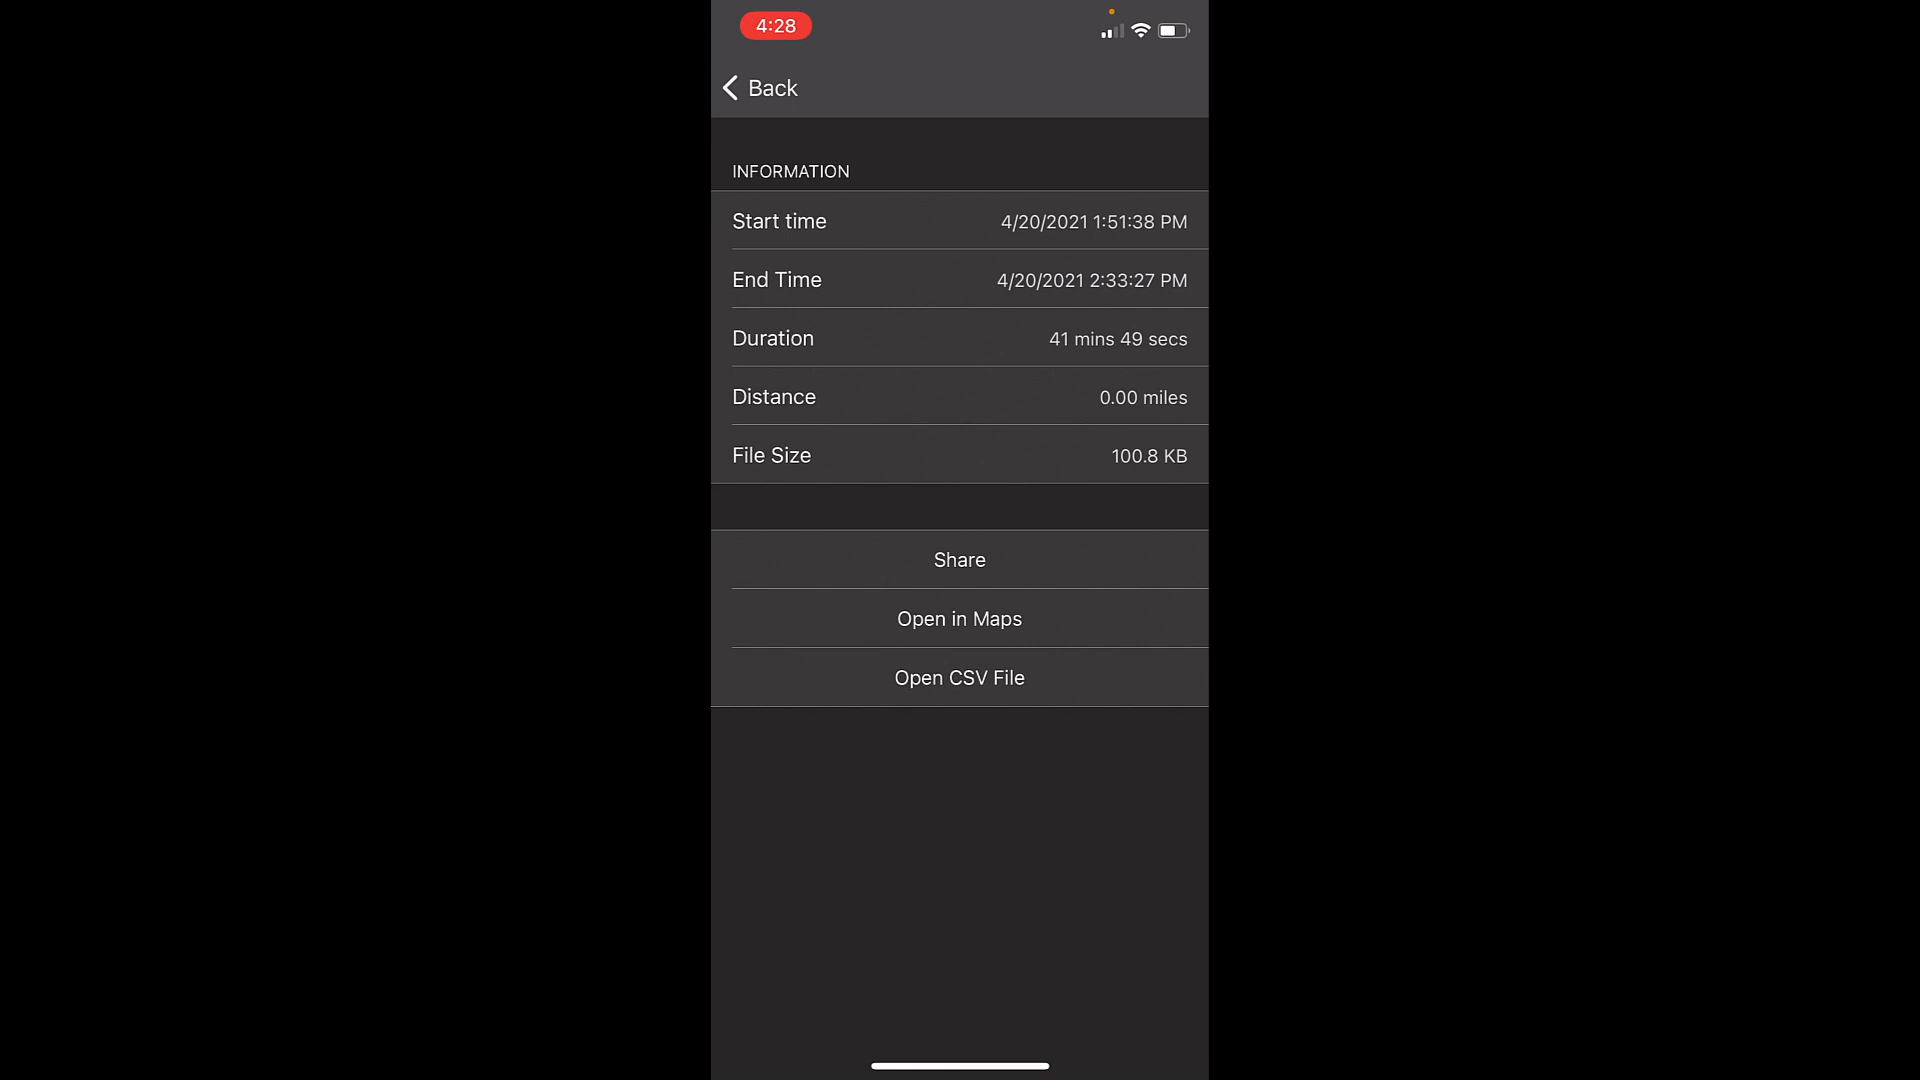 4:28
Back
INFORMATION
Start time 4/20/2021 1:51:38 PM
End Time 4/20/2021 2:33:27 PM
Duration 41 mins 49 secs
Distance 0.00 miles
File Size 100.8 KB
Share
Open in Maps
Open CSV File